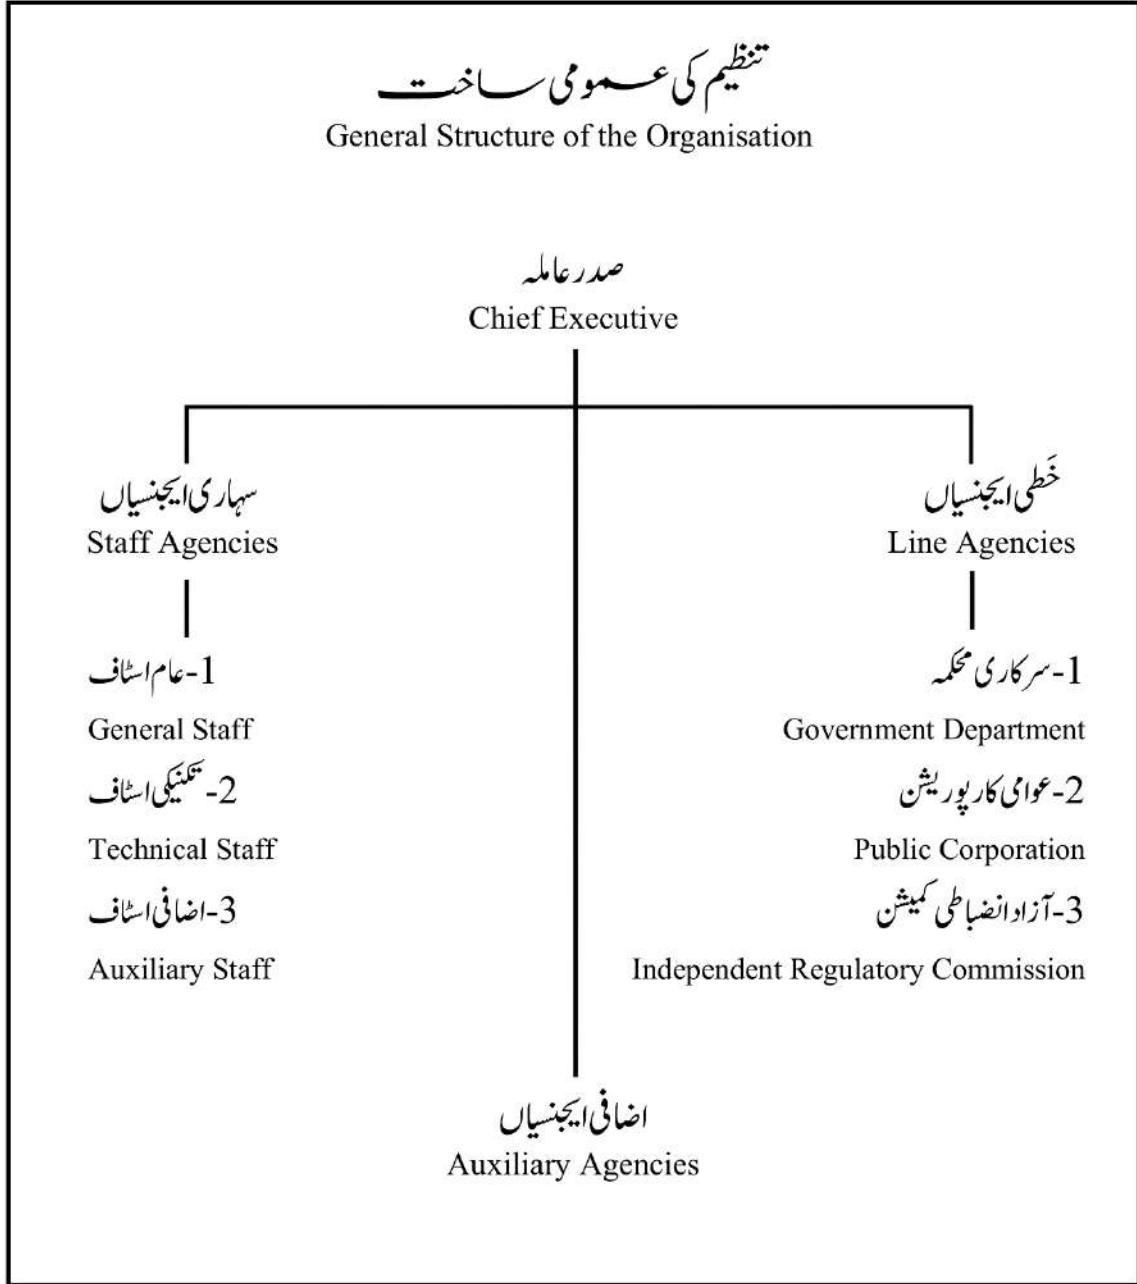 تنظیم کی عمومی ساخت
General Structure of the Organisation
صدر عاملہ
Chief Executive
خَطی ایجنسیاں
Line Agencies
1-سرکاری محکمہ
Government Department
2-عوامی کارپوریشن
Public Corporation
3-آزاد انضباطی کمیشن
Independent Regulatory Commission
سہاری ایجنسیاں
Staff Agencies
1-عام اسٹاف
General Staff
2-تکنیکی اسٹاف
Technical Staff
3-اضافی اسٹاف
Auxiliary Staff
اضافی ایجنسیاں
Auxiliary Agencies